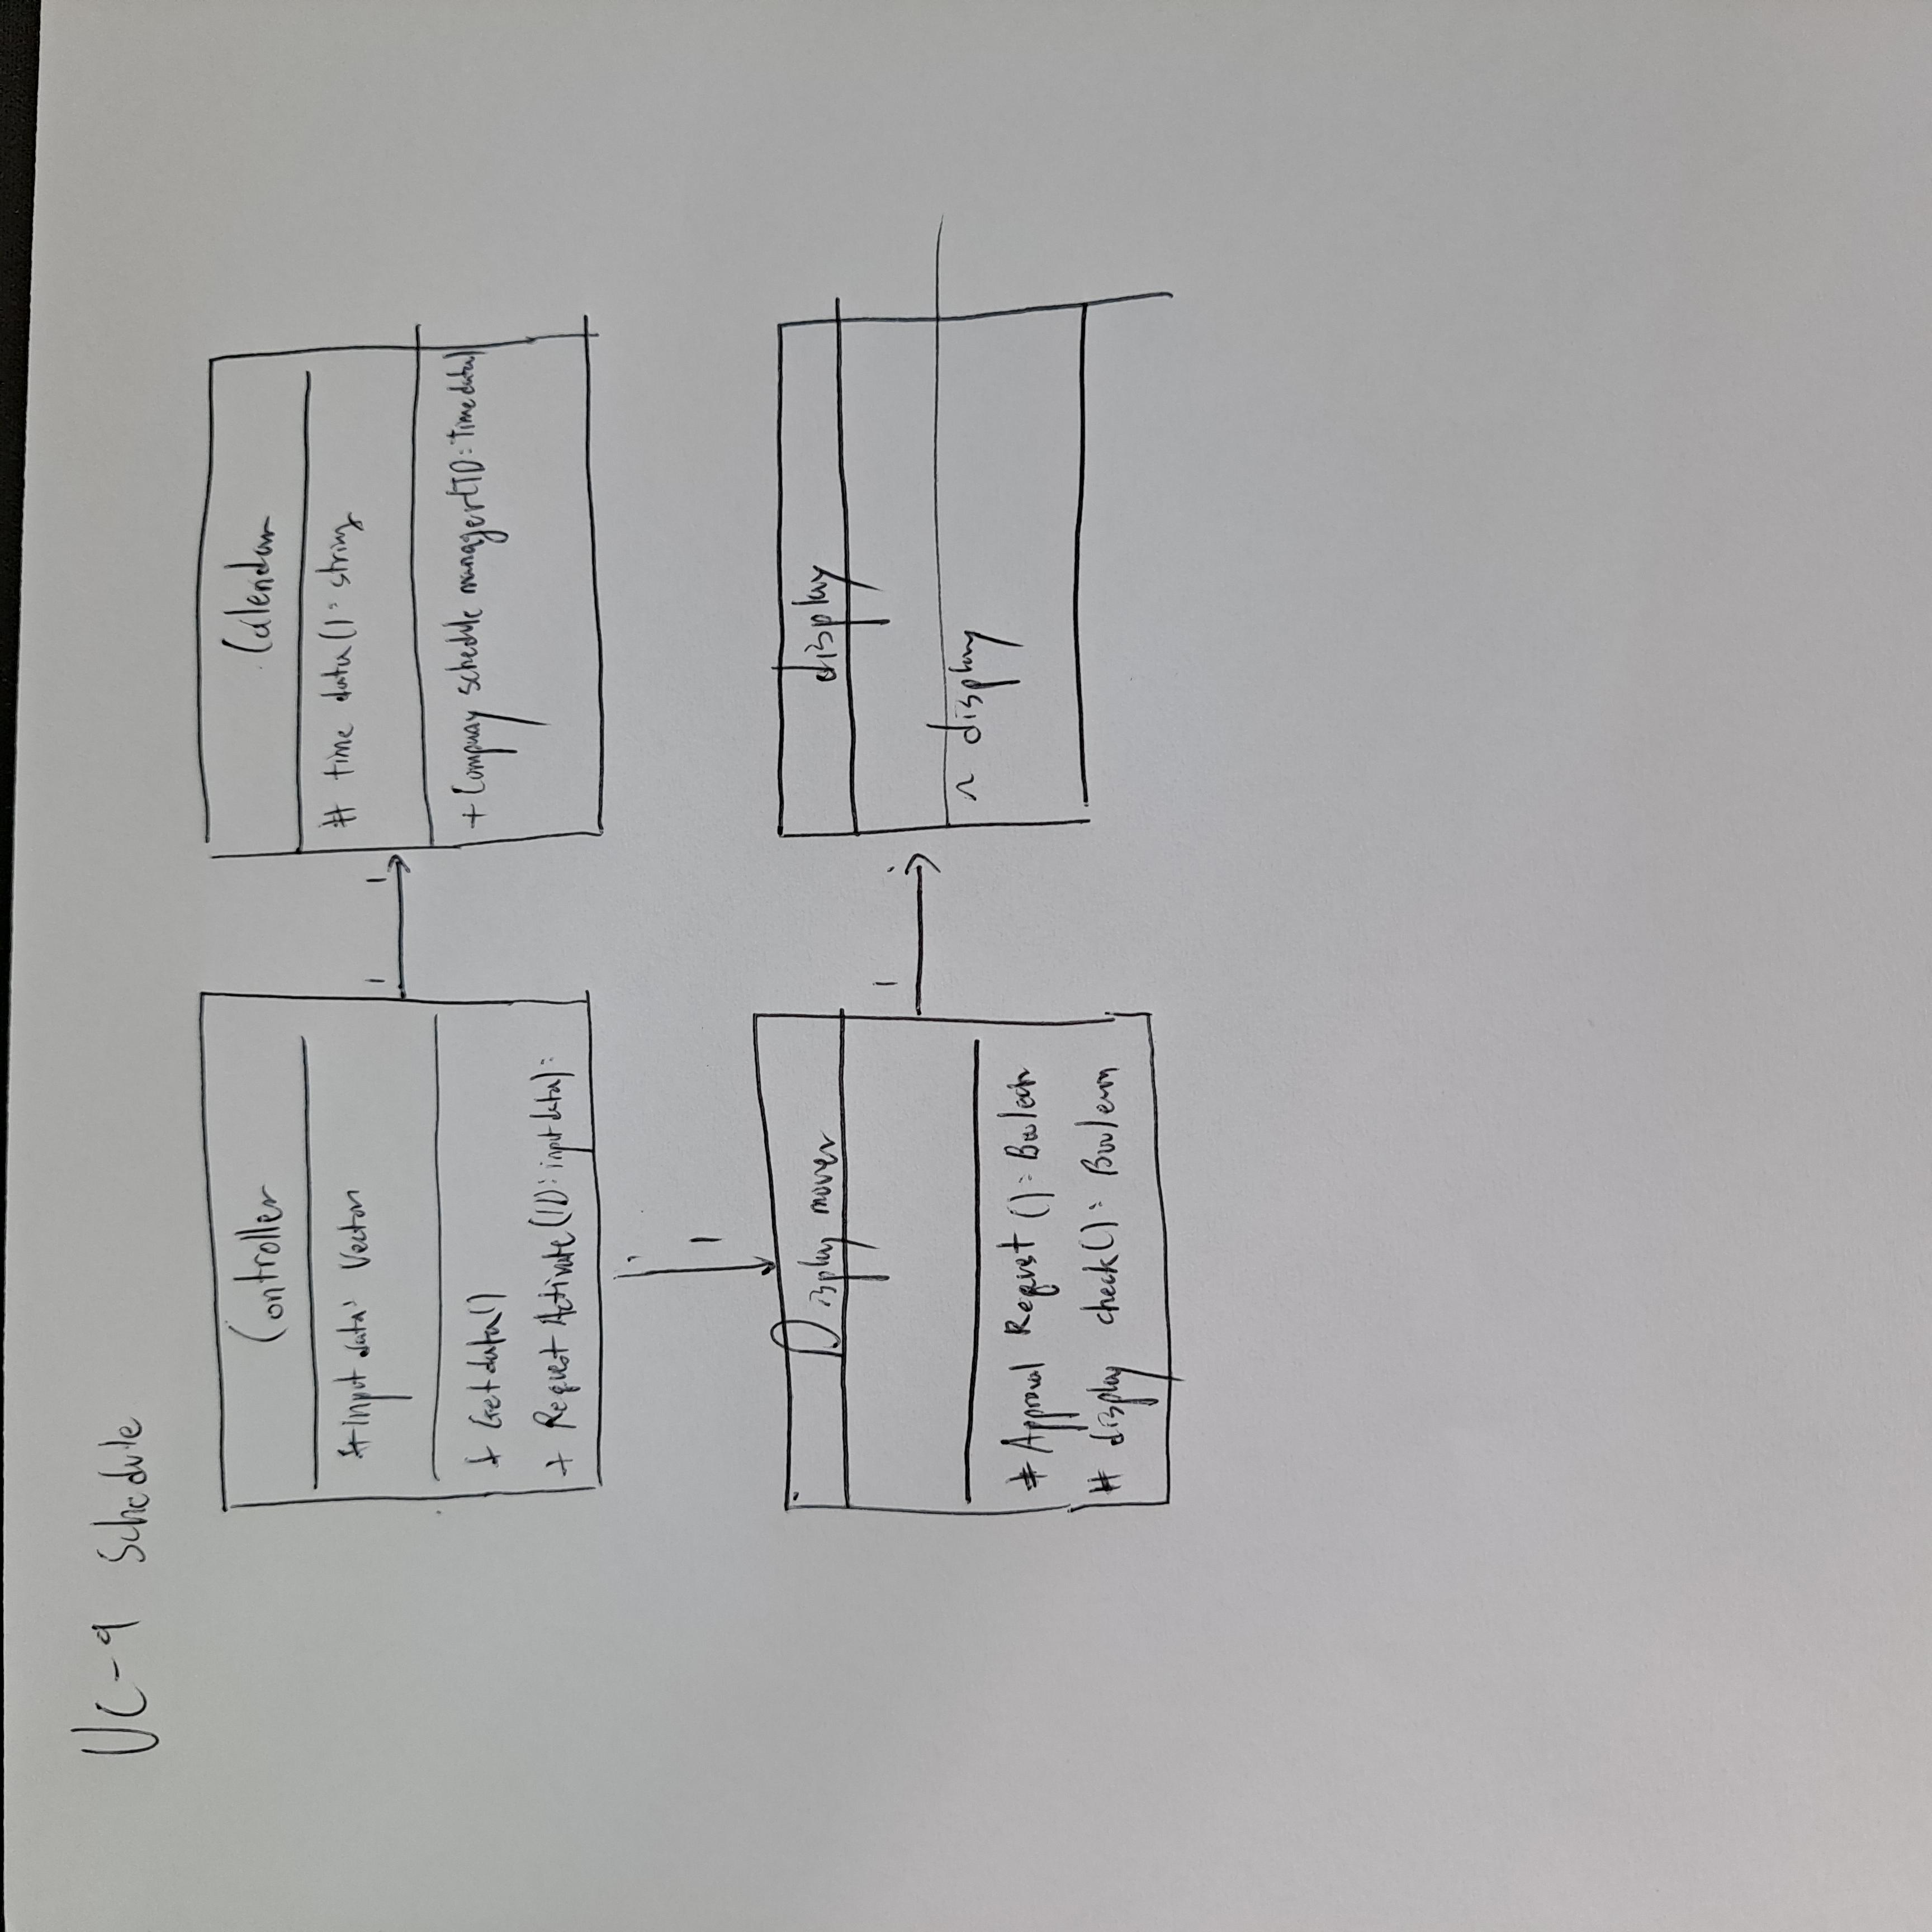 UC-9 Schedule
Controller
# input data: Vector
+ Get data()
+ Request Activate (ID: input data):
1 1
Calendar
# time data(): string
+ Company schedule manager(ID: time data)
1
1
Display mover
# Approval Request (): Boolean
# display check(): Boolean
1 1
display
~ display